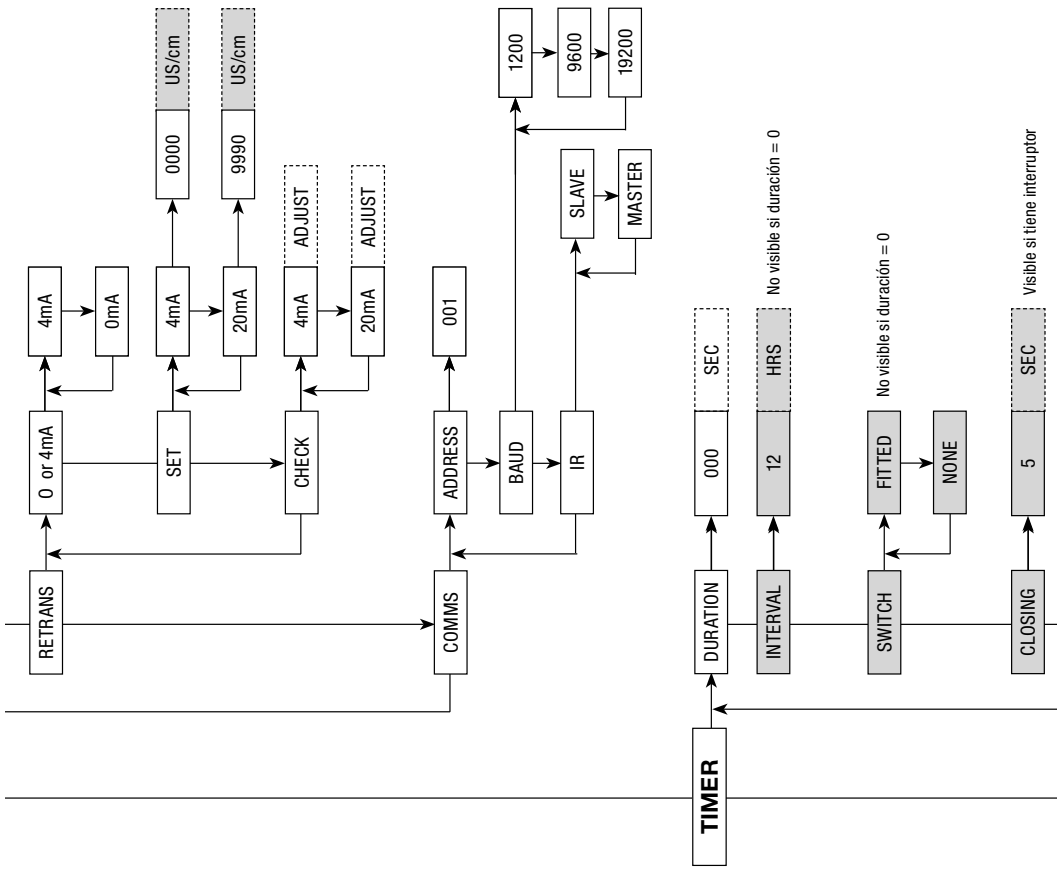 RETRANS
0 or 4mA
4mA
0mA
SET
4mA
0000
US/cm
20mA
9990
US/cm
CHECK
4mA
ADJUST
20mA
ADJUST
COMMS
ADDRESS
001
BAUD
1200
9600
19200
IR
SLAVE
MASTER
TIMER
DURATION
000
SEC
INTERVAL
12
HRS
No visible si duración = 0
SWITCH
FITTED
No visible si duración = 0
NONE
CLOSING
5
SEC
Visible si tiene interruptor